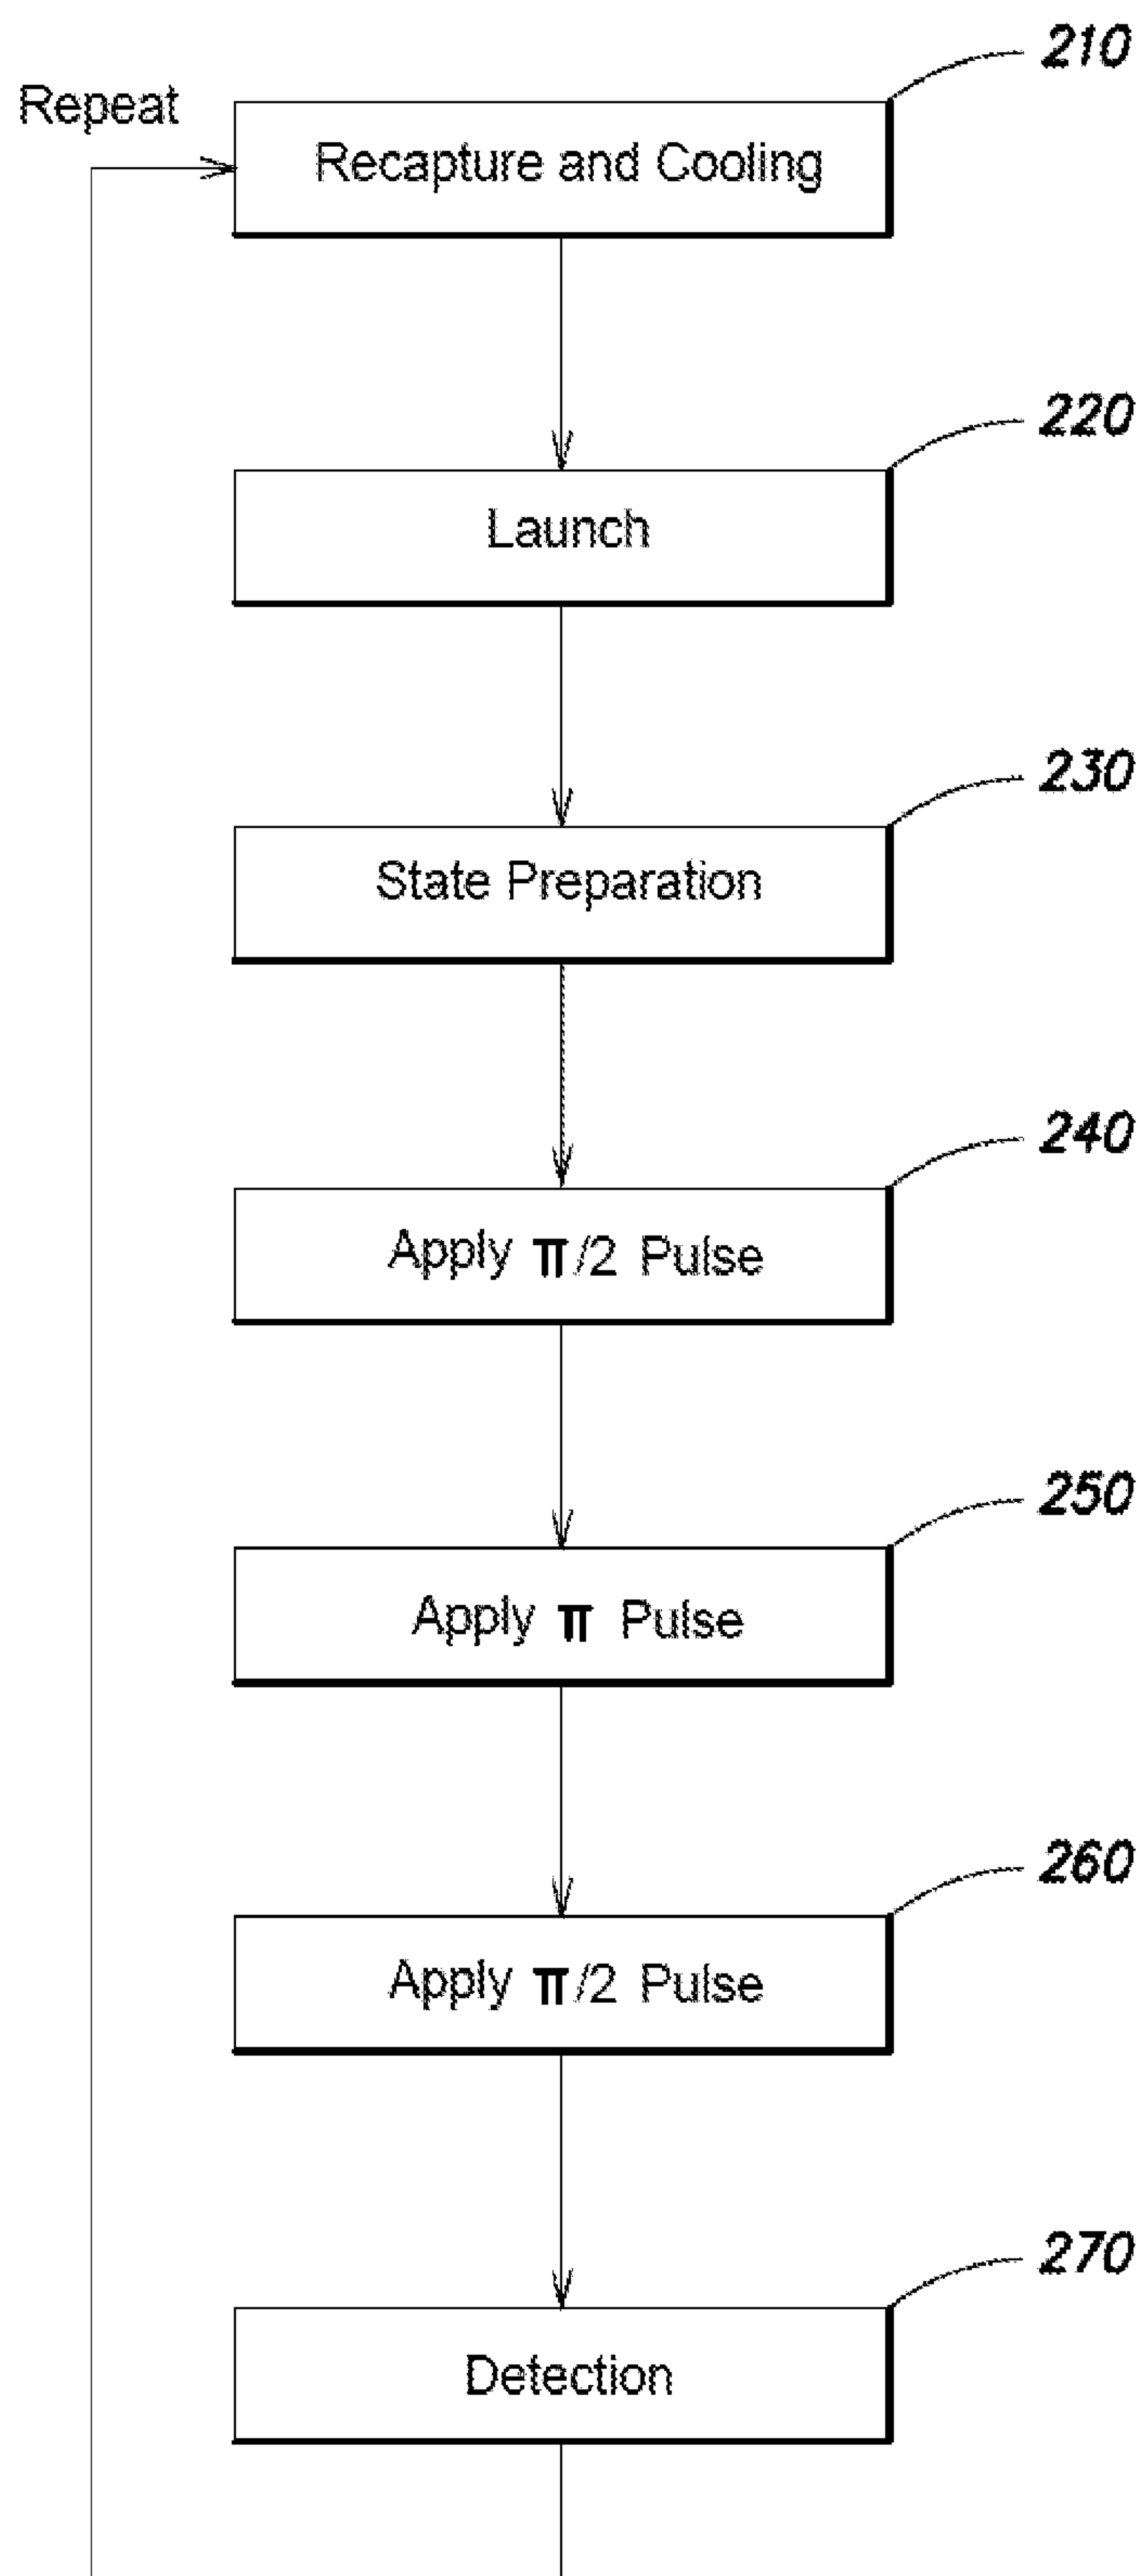 210
Repeat
Recapture and Cooling
220
Launch
230
State Preparation
240
Apply π/2 Pulse
250
Apply π Pulse
260
Apply π/2 Pulse
270
Detection